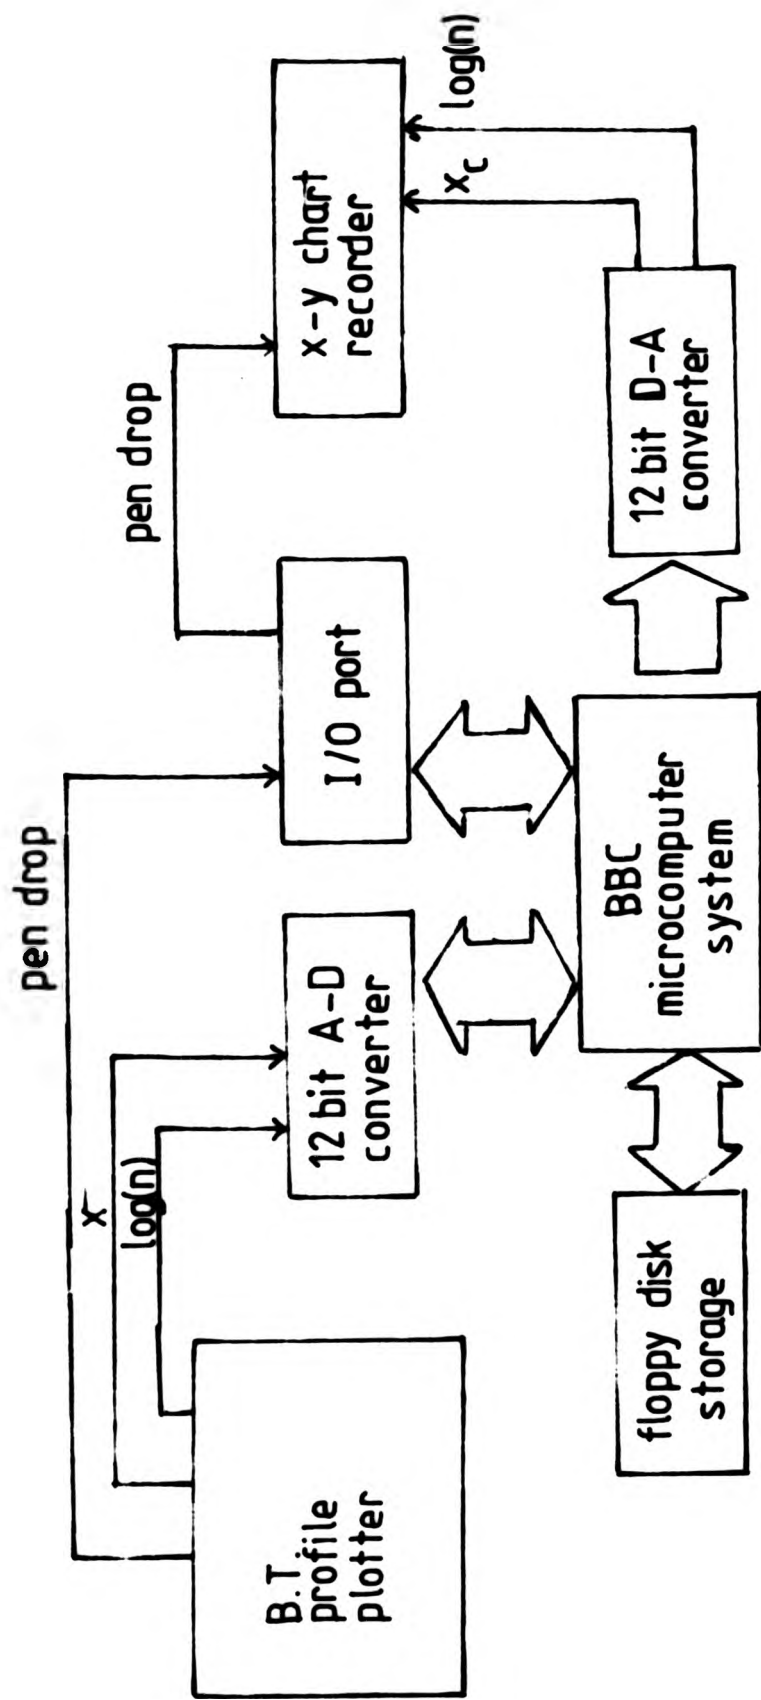 pen drop
x
log(n)
B.T.
profile
plotter
12 bit A-D
converter
I/O port
pen drop
x-y chart
recorder
floppy disk
storage
BBC
microcomputer
system
12 bit D-A
converter
xc
log(n)